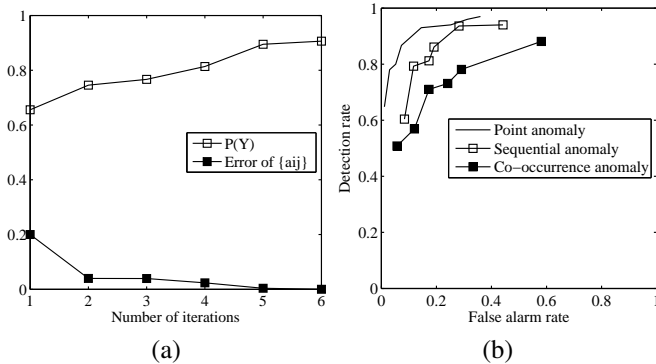 1
0.8
0.6
0.4
0.2
0
1
2
3
4
5
6
Number of iterations
P(Y)
Error of {aij}
(a)
Detection rate
1
0.8
0.6
0.4
0.2
0
0
0.2
0.4
0.6
0.8
1
False alarm rate
Point anomaly
Sequential anomaly
Co-occurrence anomaly
(b)